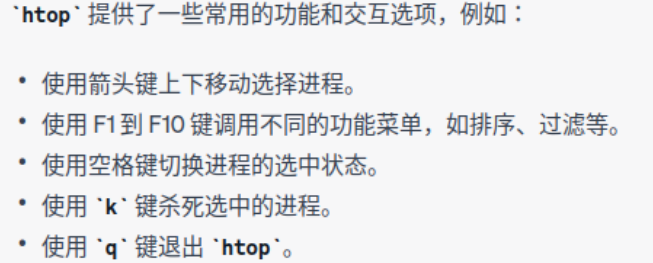 `htop` 提供了一些常用的功能和交互选项，例如：
• 使用箭头键上下移动选择进程。
• 使用 F1 到 F10 键调用不同的功能菜单，如排序、过滤等。
• 使用空格键切换进程的选中状态。
• 使用 `k` 键杀死选中的进程。
• 使用 `q` 键退出 `htop`。